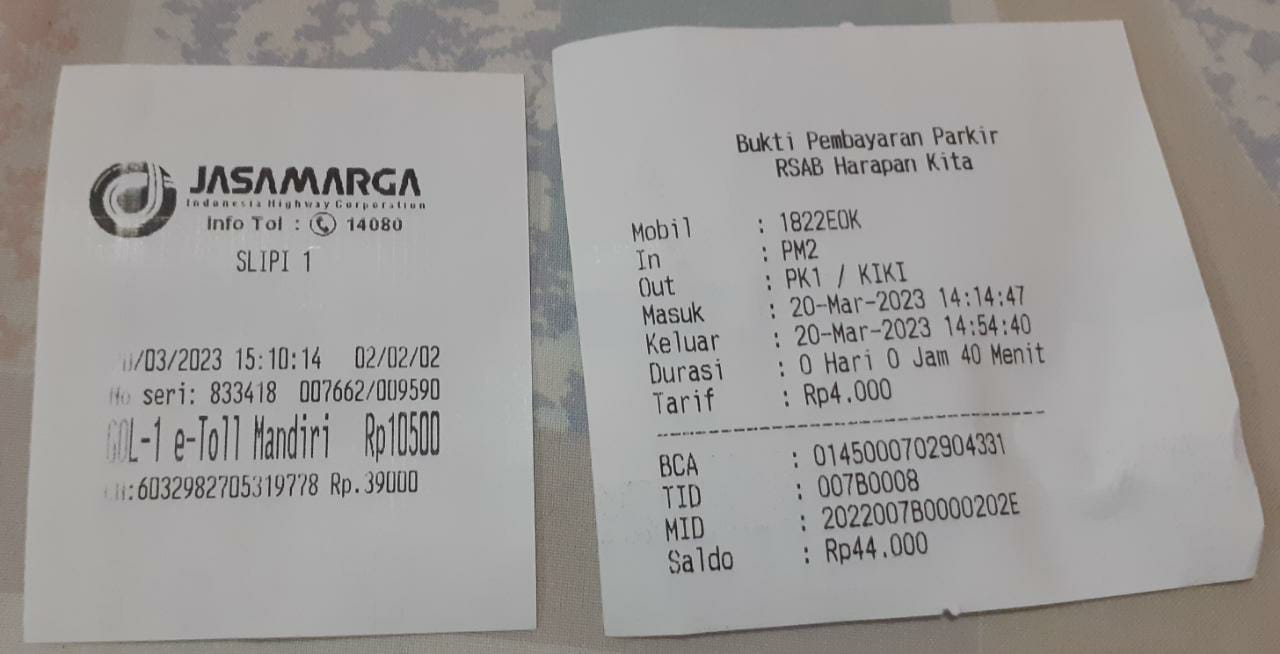 JASAMARGA
Indonesia Highway Corporation
Info Tol : 14080
SLIPI 1
/03/2023 15:10:14 02/02/02
No seri: 833418 007662/009590
GOL-1 e-Toll Mandiri Rp10500
:6032982705319778 Rp.39000
Bukti Pembayaran Parkir
RSAB Harapan Kita
Mobil : 1822EOK
In : PM2
Out : PK1 / KIKI
Masuk : 20-Mar-2023 14:14:47
Keluar : 20-Mar-2023 14:54:40
Durasi : 0 Hari 0 Jam 40 Menit
Tarif : Rp4.000
--------------------------------
BCA : 0145000702904331
TID : 007B0008
MID : 2022007B0000202E
Saldo : Rp44.000